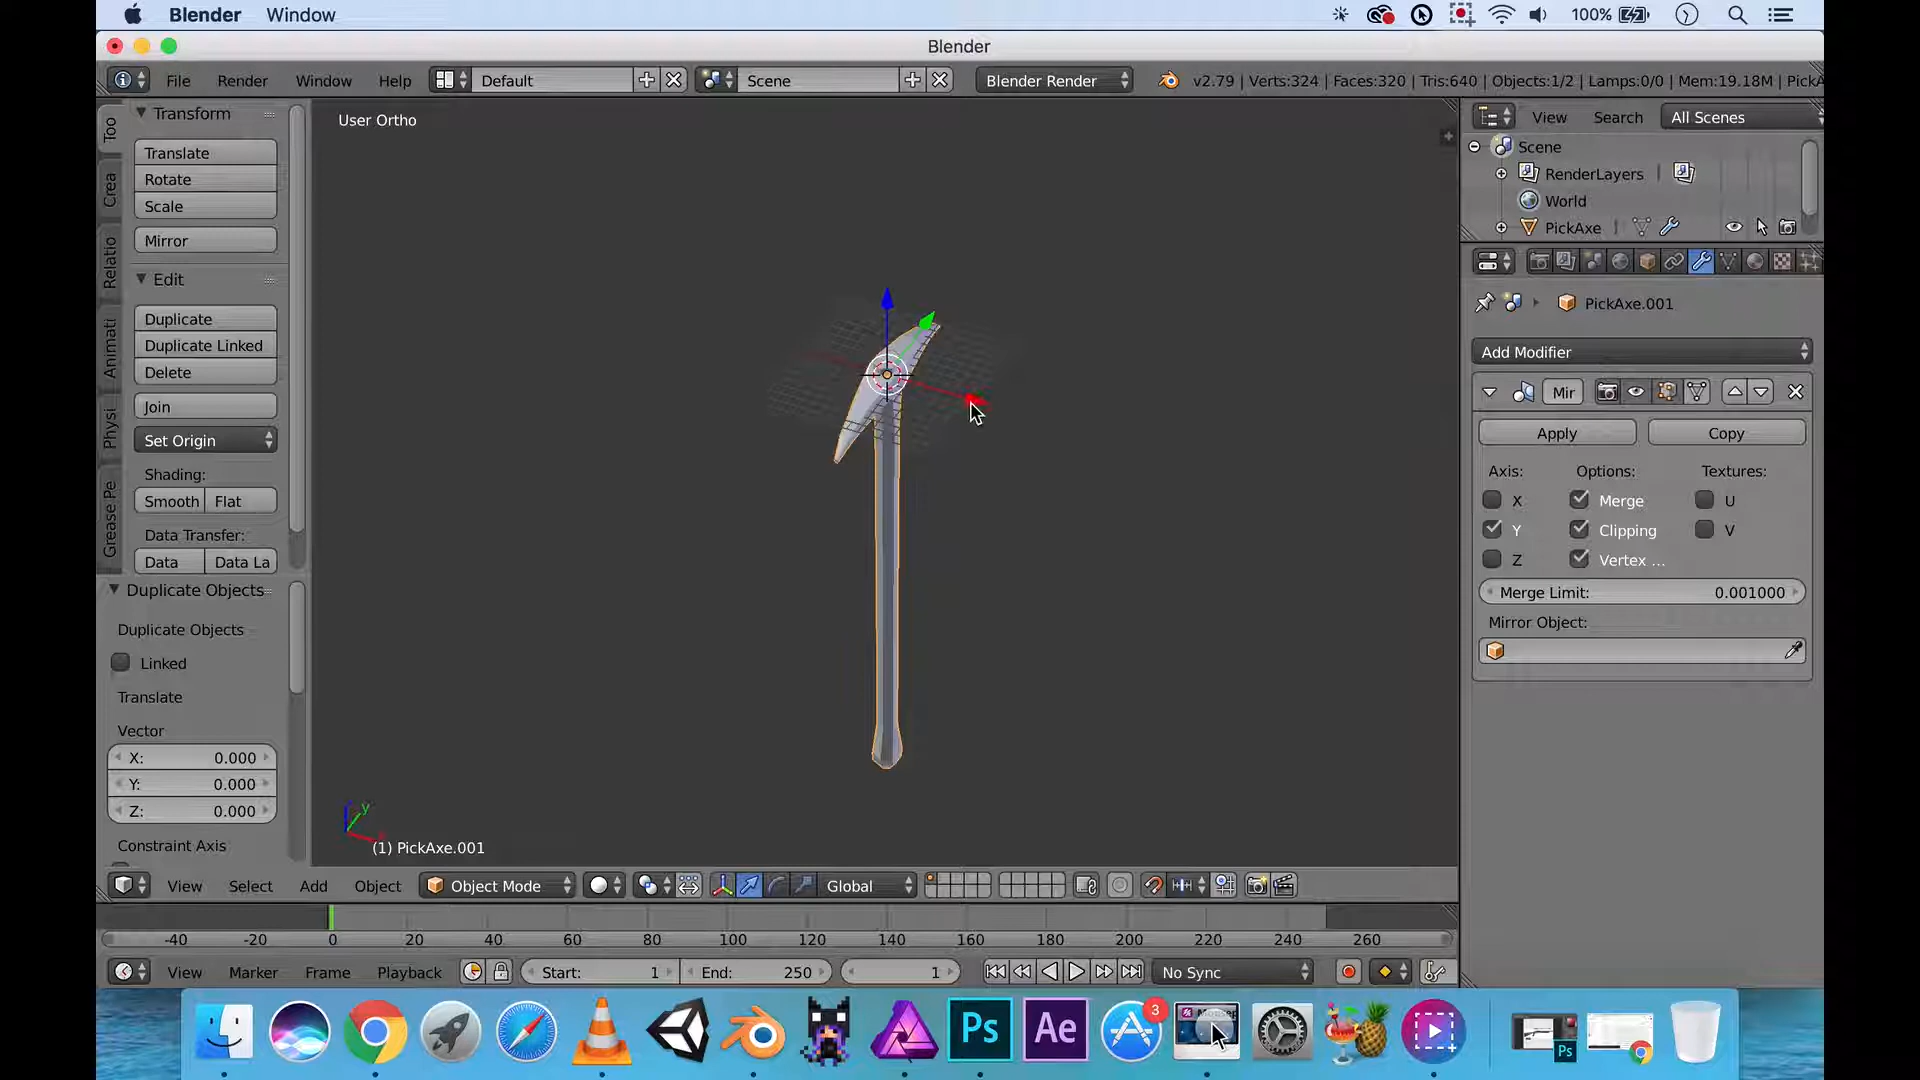 Blender Window
100%
Blender
File Render Window Help Default Scene Blender Render v2.79 | Verts:324 | Faces:320 | Tris:640 | Objects:1/2 | Lamps:0/0 | Mem:19.18M | PickA
Too
Crea
Relatio
Animati
Physi
Grease Pe
Transform
Translate
Rotate
Scale
Mirror
Edit
Duplicate
Duplicate Linked
Delete
Join
Set Origin
Shading:
Smooth Flat
Data Transfer:
Data Data La
Duplicate Objects
Duplicate Objects
Linked
Translate
Vector
X: 0.000
Y: 0.000
Z: 0.000
Constraint Axis
User Ortho
y
(1) PickAxe.001
View Search All Scenes
Scene
RenderLayers
World
PickAxe
PickAxe.001
Add Modifier
Mir
Apply Copy
Axis: Options: Textures:
X Merge U
Y Clipping V
Z Vertex ...
Merge Limit: 0.001000
Mirror Object:
View Select Add Object Object Mode Global
-40 -20 0 20 40 60 80 100 120 140 160 180 200 220 240 260
View Marker Frame Playback Start: 1 End: 250 1 No Sync
Ps
Ae
3
Ps